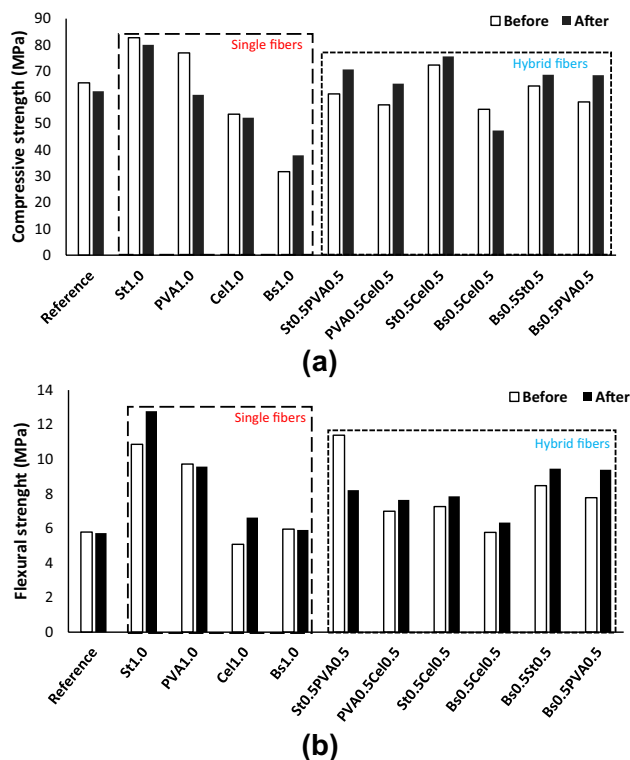 Compressive strength (MPa)
90
80
70
60
50
40
30
20
10
0
Before After
Single fibers
Hybrid fibers
Reference
St1.0
PVA1.0
Cel1.0
Bs1.0
St0.5PVA0.5
PVA0.5Cel0.5
St0.5Cel0.5
Bs0.5Cel0.5
Bs0.5St0.5
Bs0.5PVA0.5
(a)
Flexural strenght (MPa)
14
12
10
8
6
4
2
0
Before After
Single fibers
Hybrid fibers
Reference
St1.0
PVA1.0
Cel1.0
Bs1.0
St0.5PVA0.5
PVA0.5Cel0.5
St0.5Cel0.5
Bs0.5Cel0.5
Bs0.5St0.5
Bs0.5PVA0.5
(b)